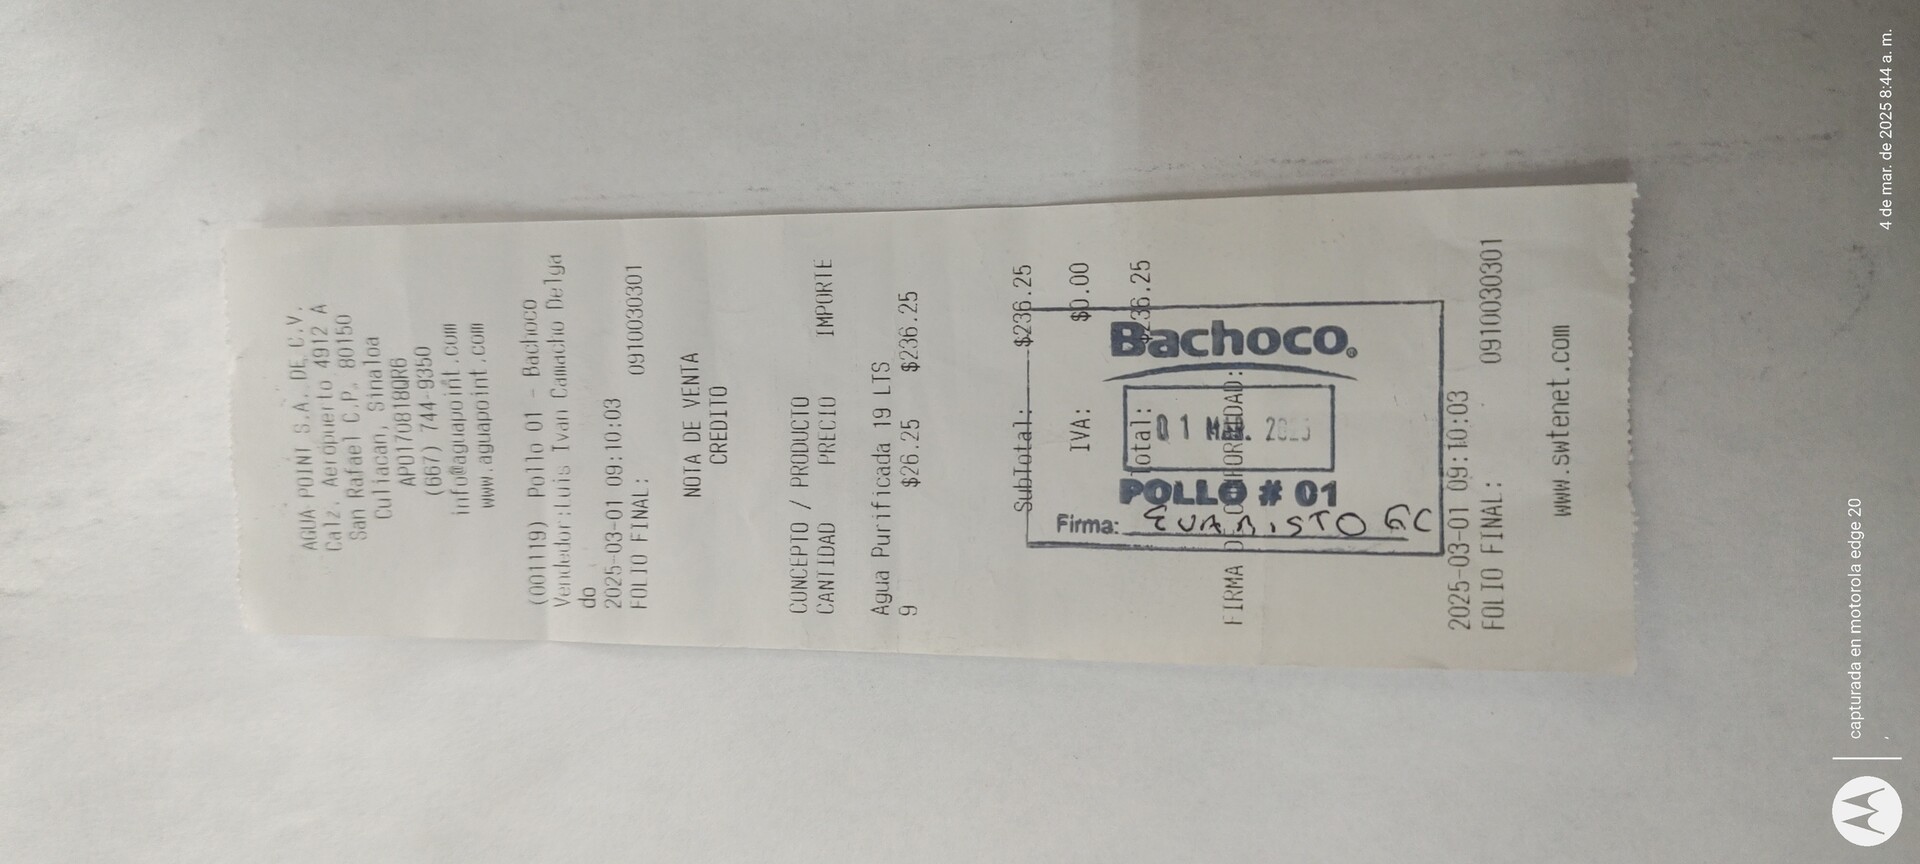 AGUA POINT S.A. DE C.V.
Calz. Aeropuerto 4912 A
San Rafael C.P. 80150
Culiacan, Sinaloa
APO170818QR6
(667) 744-9350
info@aguapoint.com
www.aguapoint.com
(001119) Pollo 01 - Bachoco
Vendedor:Luis Ivan Camacho Delga
do
2025-03-01 09:10:03
FOLIO FINAL: 0910030301
NOTA DE VENTA
CREDITO
CONCEPTO / PRODUCTO
CANTIDAD PRECIO IMPORTE
Agua Purificada 19 LTS
9 $26.25 $236.25
SubTotal: $236.25
IVA: $0.00
Total: $236.25
FIRMA DE CONFORMIDAD:
Bachoco
01 MAR. 2025
POLLO # 01
Firma: EVARISTO GC
2025-03-01 09:10:03
FOLIO FINAL: 0910030301
www.swtenet.com
capturada en motorola edge 20
,
4 de mar. de 2025 8:44 a. m.